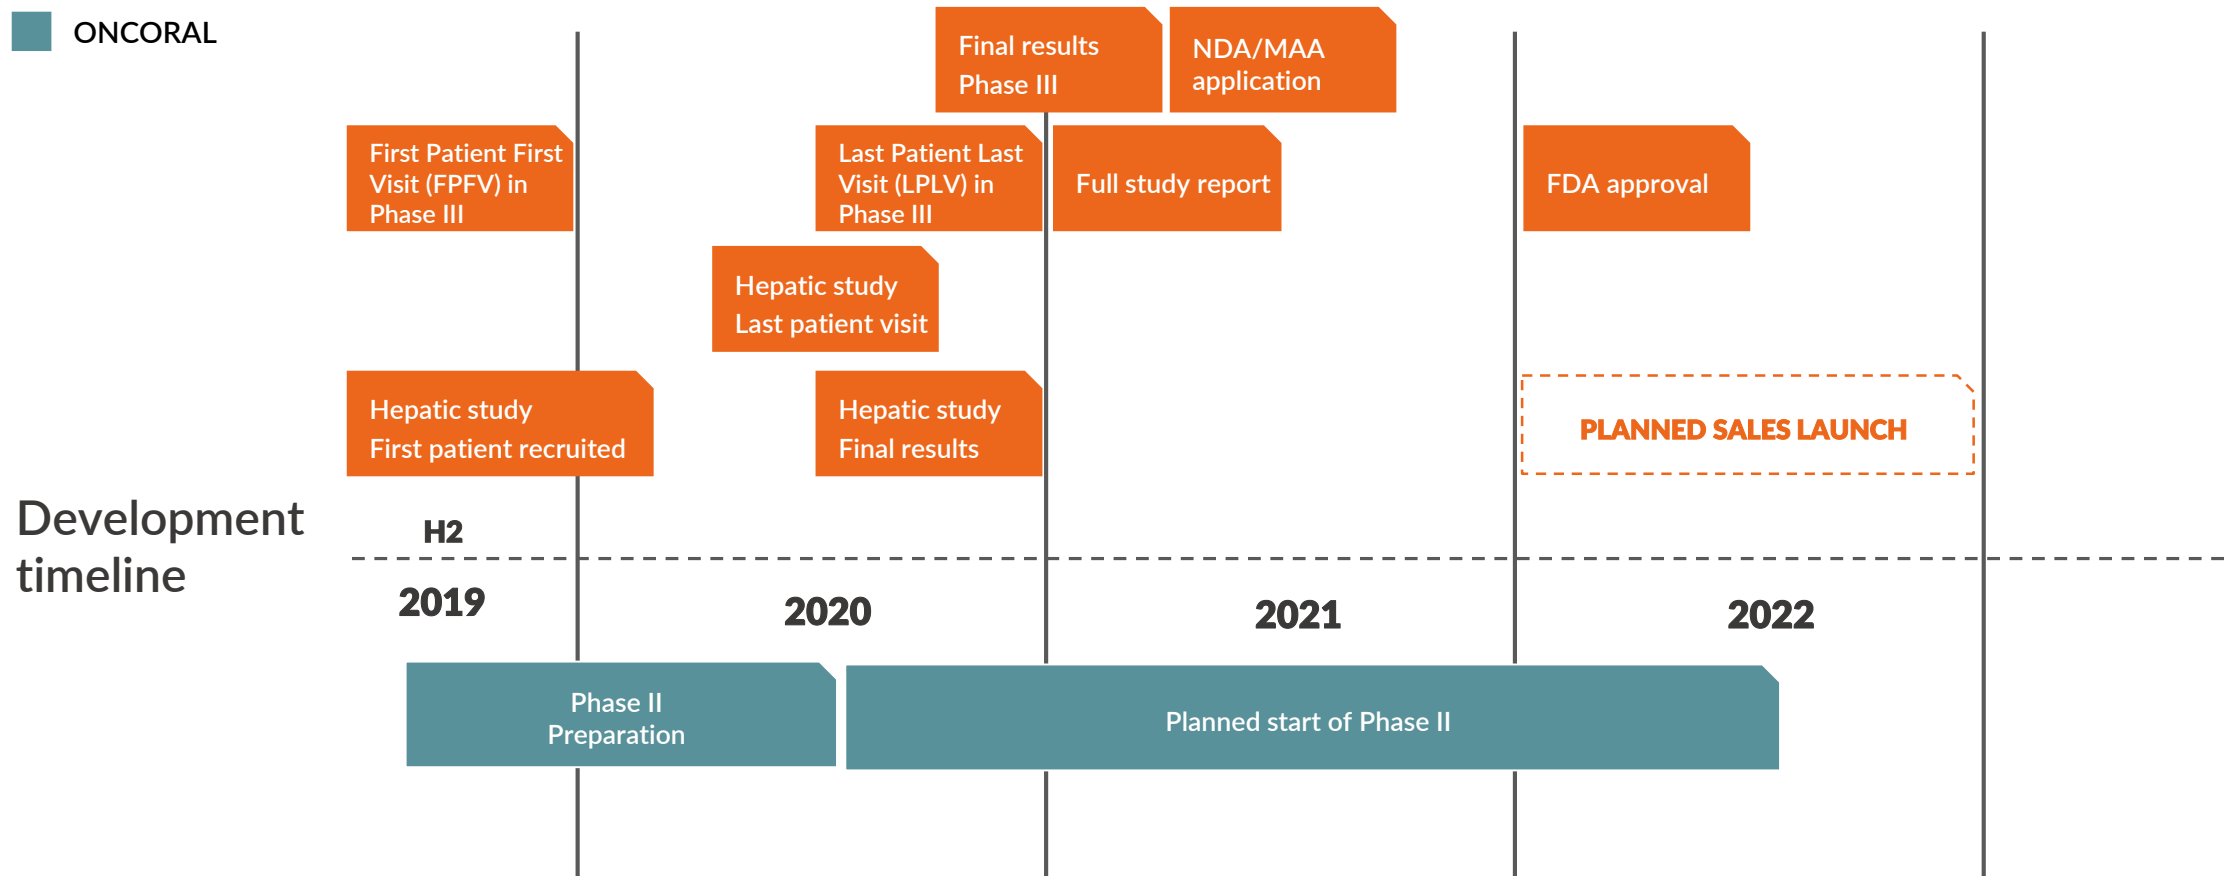 ONCORAL
Final results
Phase III
NDA/MAA
application
First Patient First
Visit (FPFV) in
Phase III
Last Patient Last
Visit (LPLV) in
Phase III
Full study report
FDA approval
Hepatic study
Last patient visit
Hepatic study
First patient recruited
Hepatic study
Final results
PLANNED SALES LAUNCH
Development
timeline
H2
2019
2020
2021
2022
Phase II
Preparation
Planned start of Phase II